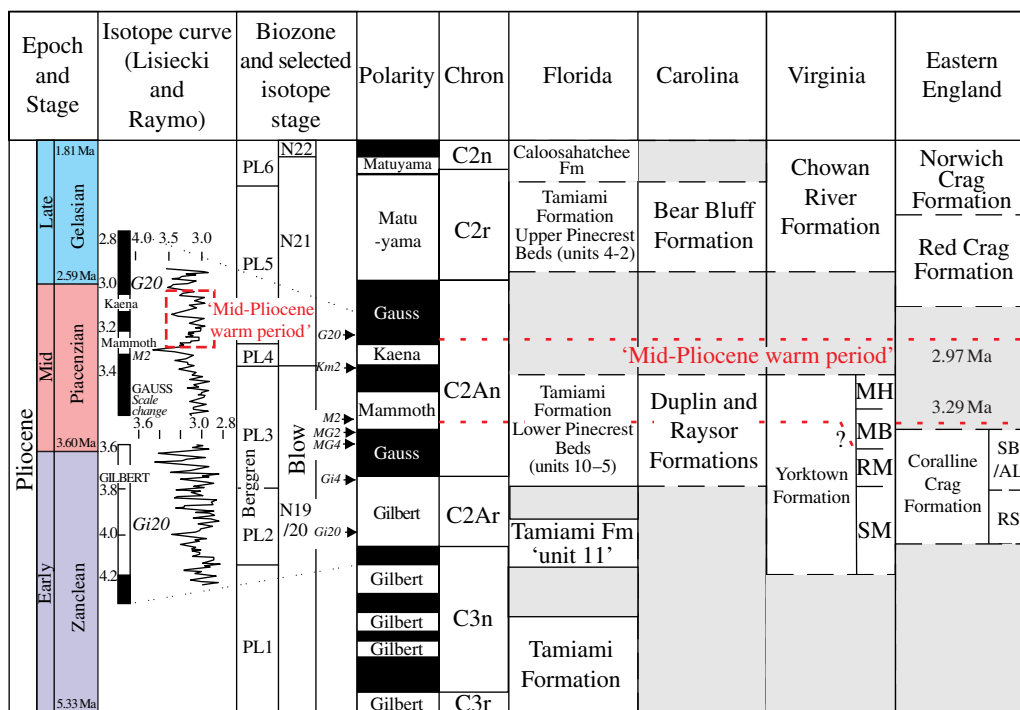 Epoch
and
Stage
Isotope curve
(Lisiecki
and
Raymo)
Biozone
and selected
isotope
stage
Polarity
Chron
Florida
Carolina
Virginia
Eastern
England
Pliocene
Late
Mid
Early
1.81 Ma
Gelasian
2.59 Ma
Piacenzian
3.60 Ma
Zanclean
5.33 Ma
2.8
4.0
3.5
3.0
3.0
G20
Kaena
3.2
Mammoth
M2
3.4
GAUSS
Scale
change
3.6
3.0
2.8
3.6
GILBERT
3.8
Gi20
4.0
4.2
'Mid-Pliocene
warm period'
PL6
PL5
PL4
PL3
Berggren
PL2
PL1
N22
N21
Blow
N19
/20
G20
Km2
M2
MG2
MG4
Gi4
Gi20
Matuyama
Matu
-yama
Gauss
Kaena
Mammoth
Gauss
Gilbert
Gilbert
Gilbert
Gilbert
Gilbert
C2n
C2r
C2An
C2Ar
C3n
C3r
Caloosahatchee
Fm
Tamiami
Formation
Upper Pinecrest
Beds (units 4-2)
Tamiami
Formation
Lower Pinecrest
Beds
(units 10–5)
Tamiami Fm
'unit 11'
Tamiami
Formation
Bear Bluff
Formation
'Mid-Pliocene warm period'
Duplin and
Raysor
Formations
Chowan
River
Formation
?
Yorktown
Formation
MH
MB
RM
SM
Norwich
Crag
Formation
Red Crag
Formation
2.97 Ma
3.29 Ma
Coralline
Crag
Formation
SB
/AL
RS